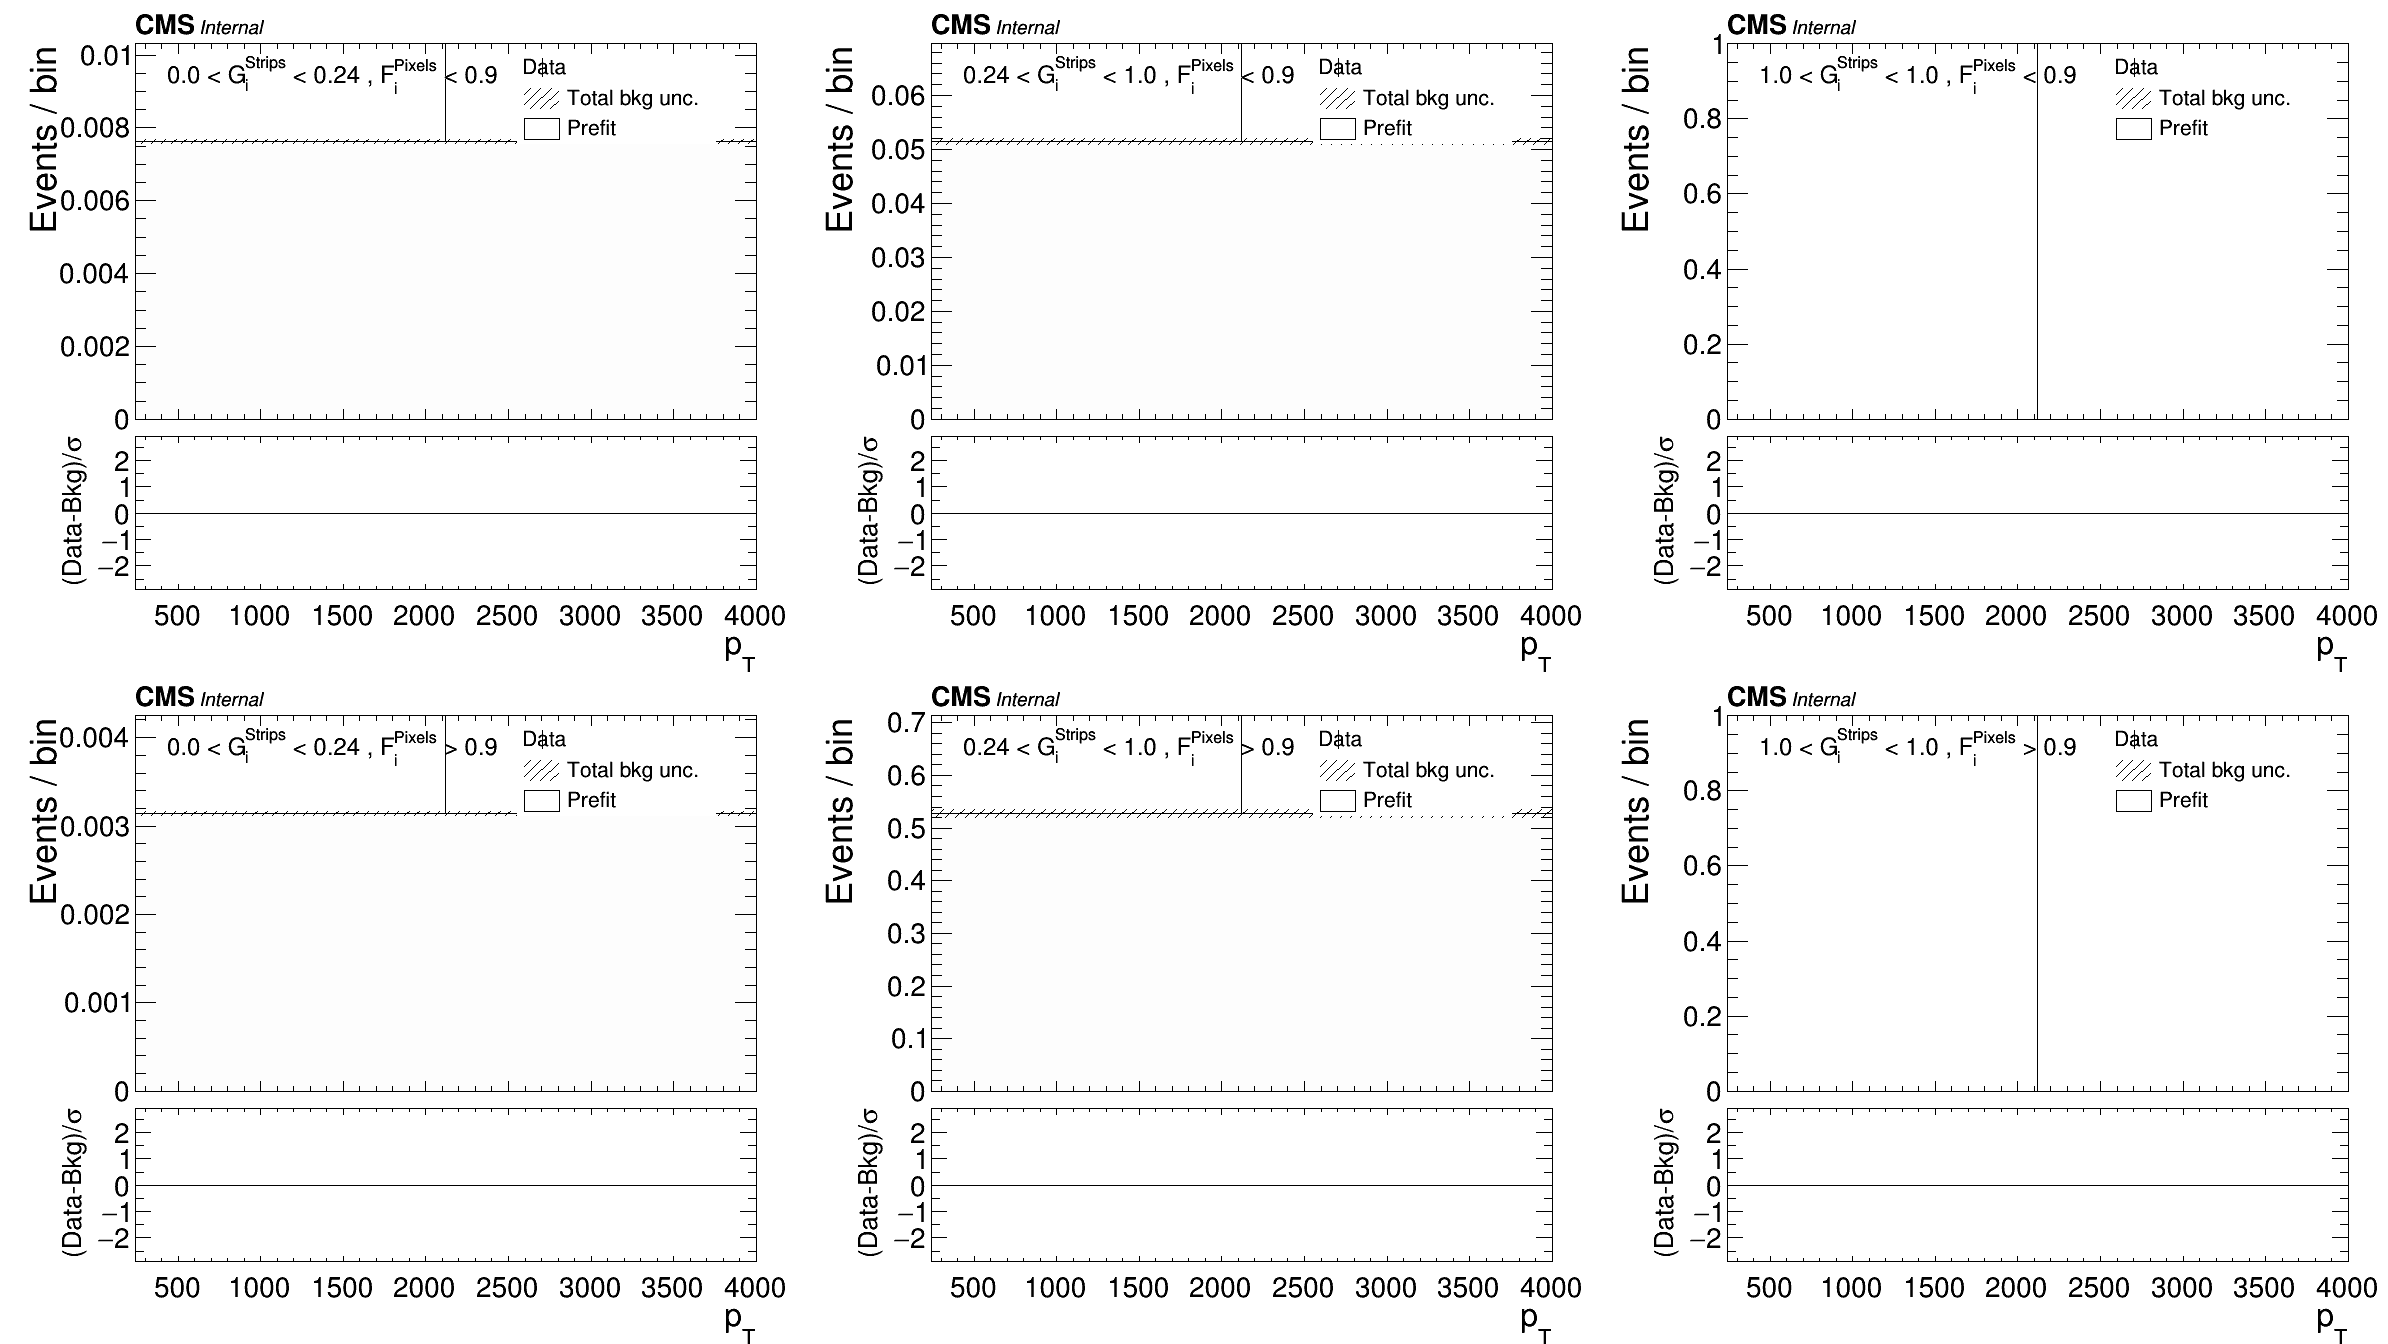 CMS Internal
0.0 < G_i^Strips < 0.24 , F_i^Pixels < 0.9
Data
Total bkg unc.
Prefit
Events / bin
0.01
0.008
0.006
0.004
0.002
0
(Data-Bkg)/σ
2
1
0
−1
−2
500 1000 1500 2000 2500 3000 3500 4000
p_T
CMS Internal
0.24 < G_i^Strips < 1.0 , F_i^Pixels < 0.9
Data
Total bkg unc.
Prefit
Events / bin
0.06
0.05
0.04
0.03
0.02
0.01
0
(Data-Bkg)/σ
2
1
0
−1
−2
500 1000 1500 2000 2500 3000 3500 4000
p_T
CMS Internal
1.0 < G_i^Strips < 1.0 , F_i^Pixels < 0.9
Data
Total bkg unc.
Prefit
Events / bin
1
0.8
0.6
0.4
0.2
0
(Data-Bkg)/σ
2
1
0
−1
−2
500 1000 1500 2000 2500 3000 3500 4000
p_T
CMS Internal
0.0 < G_i^Strips < 0.24 , F_i^Pixels > 0.9
Data
Total bkg unc.
Prefit
Events / bin
0.004
0.003
0.002
0.001
0
(Data-Bkg)/σ
2
1
0
−1
−2
500 1000 1500 2000 2500 3000 3500 4000
p_T
CMS Internal
0.24 < G_i^Strips < 1.0 , F_i^Pixels > 0.9
Data
Total bkg unc.
Prefit
Events / bin
0.7
0.6
0.5
0.4
0.3
0.2
0.1
0
(Data-Bkg)/σ
2
1
0
−1
−2
500 1000 1500 2000 2500 3000 3500 4000
p_T
CMS Internal
1.0 < G_i^Strips < 1.0 , F_i^Pixels > 0.9
Data
Total bkg unc.
Prefit
Events / bin
1
0.8
0.6
0.4
0.2
0
(Data-Bkg)/σ
2
1
0
−1
−2
500 1000 1500 2000 2500 3000 3500 4000
p_T